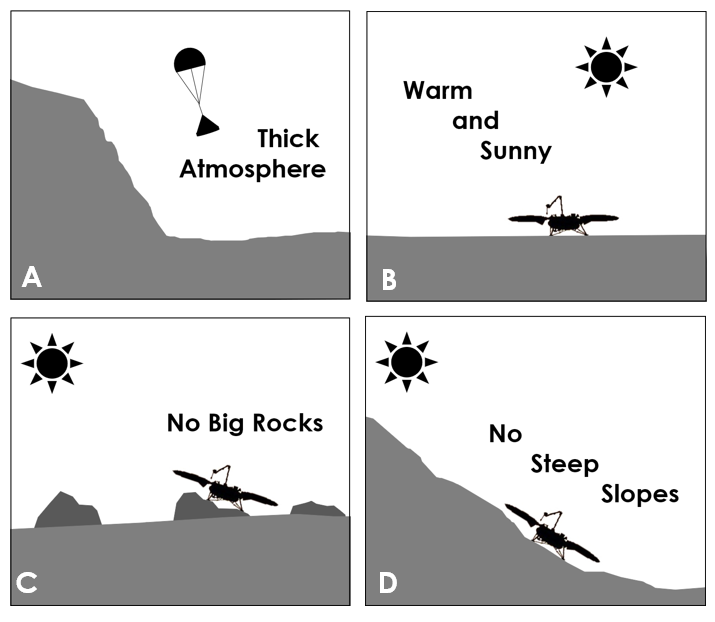 Thick
Atmosphere
A
Warm
and
Sunny
B
No Big Rocks
C
No
Steep
Slopes
D